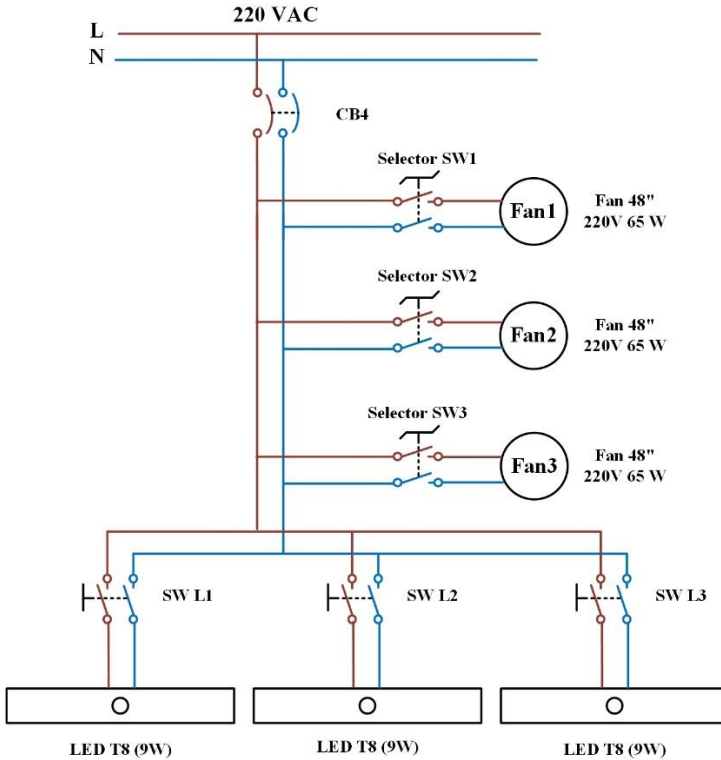 220 VAC
L
N
CB4
Selector SW1
Fan1
Fan 48"
220V 65 W
Selector SW2
Fan2
Fan 48"
220V 65 W
Selector SW3
Fan3
Fan 48"
220V 65 W
SW L1
SW L2
SW L3
LED T8 (9W)
LED T8 (9W)
LED T8 (9W)